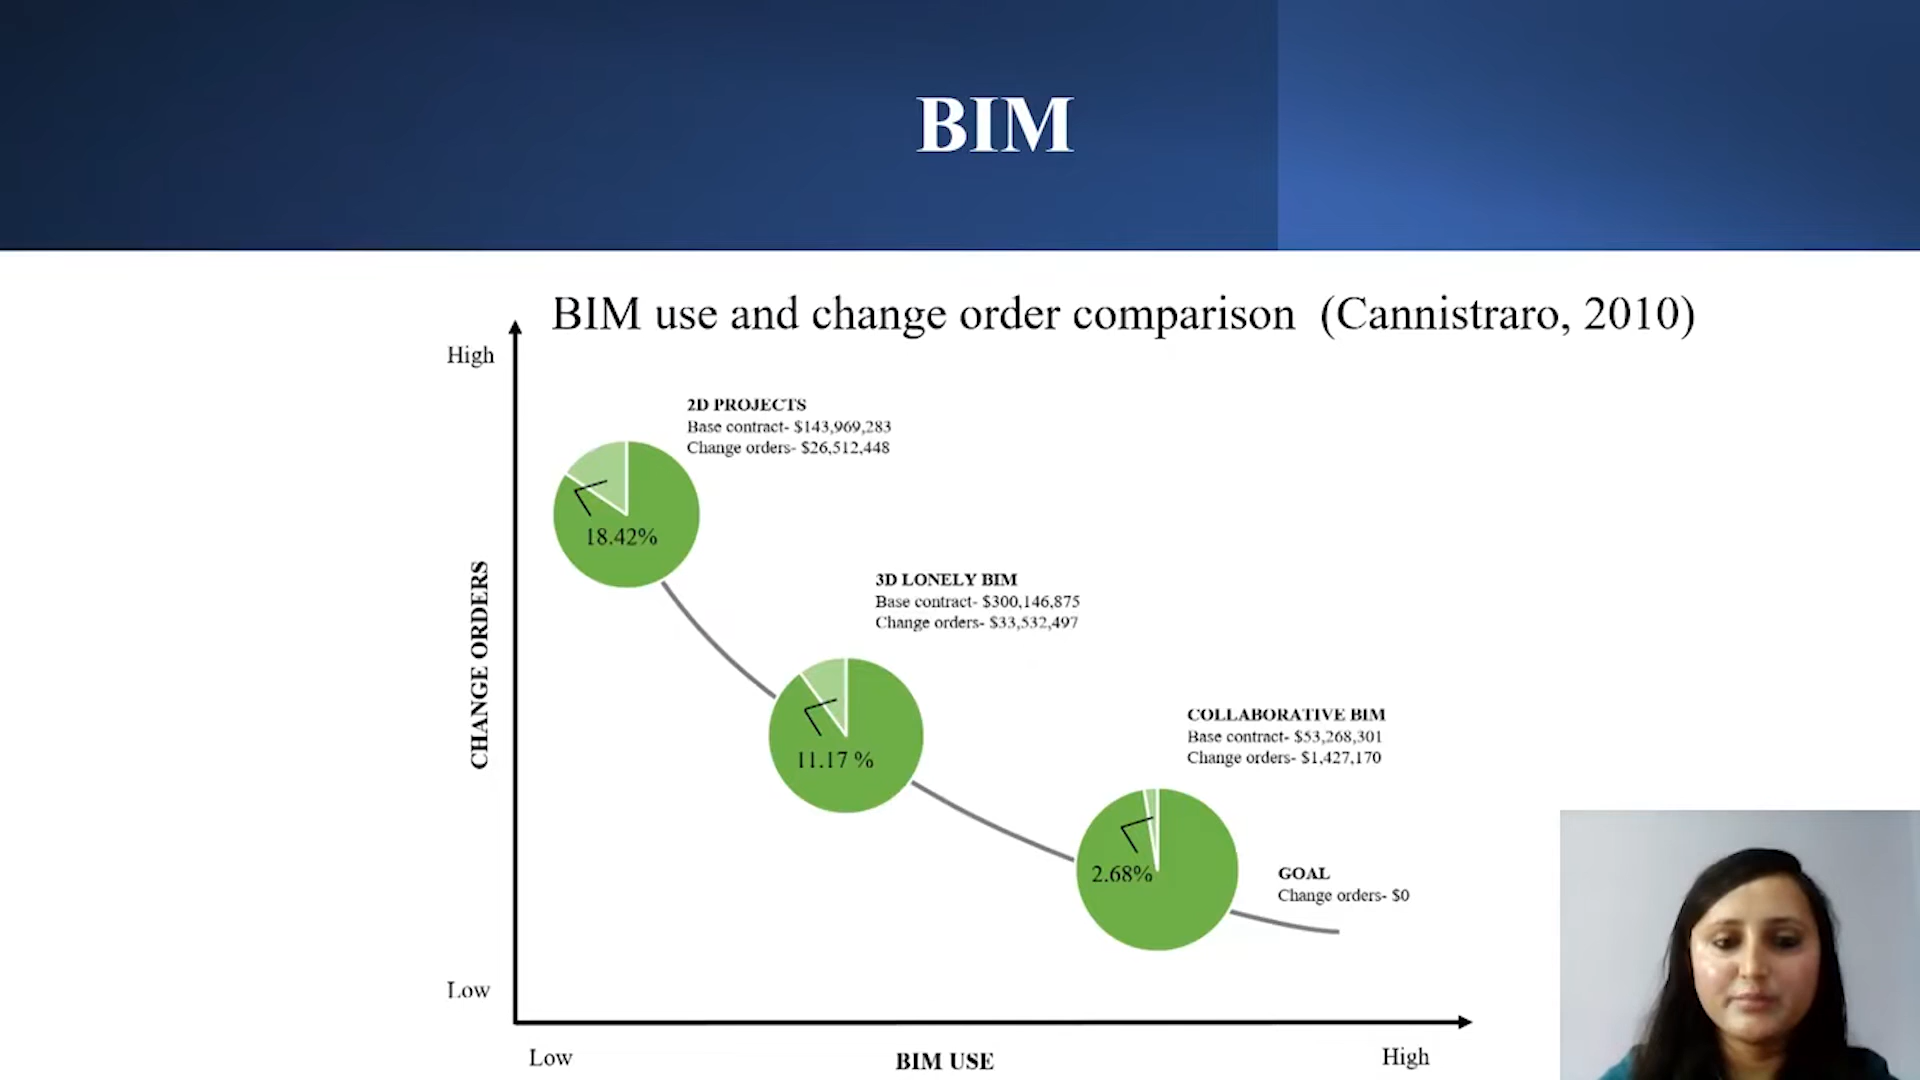 BIM
BIM use and change order comparison (Cannistraro, 2010)
High
2D PROJECTS
Base contract- $143,969,283
Change orders- $26,512,448
18.42%
3D LONELY BIM
Base contract- $300,146,875
Change orders- $33,532,497
11.17 %
CHANGE ORDERS
COLLABORATIVE BIM
Base contract- $53,268,301
Change orders- $1,427,170
2.68%
GOAL
Change orders- $0
Low
Low
BIM USE
High